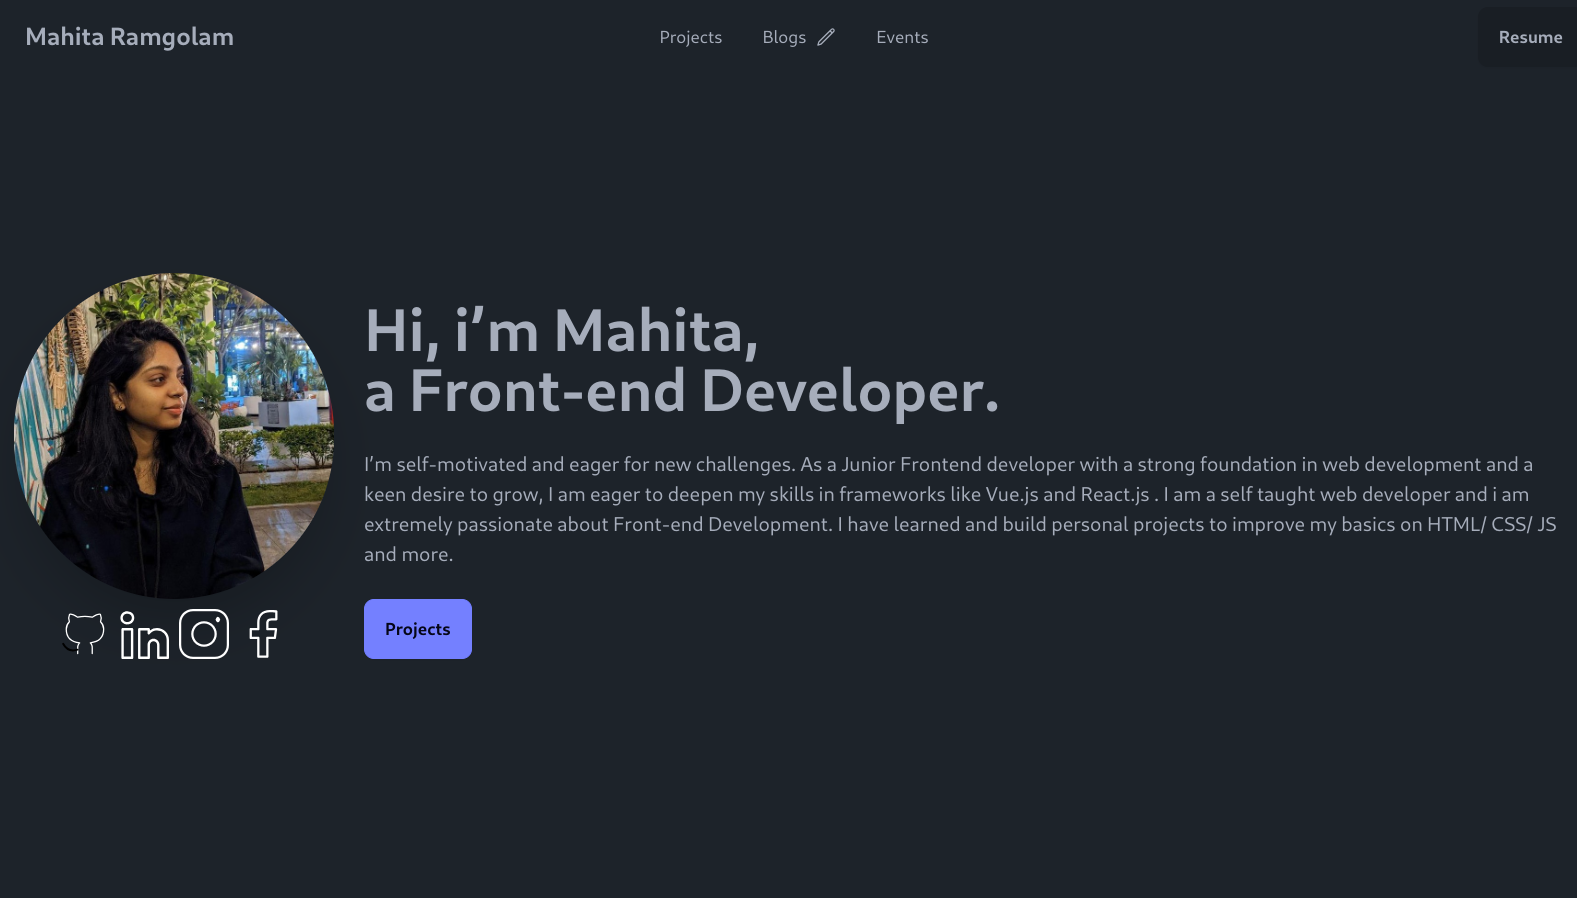 Mahita Ramgolam
Projects
Blogs
Events
Resume
Hi, i’m Mahita,
a Front-end Developer.
I’m self-motivated and eager for new challenges. As a Junior Frontend developer with a strong foundation in web development and a
keen desire to grow, I am eager to deepen my skills in frameworks like Vue.js and React.js . I am a self taught web developer and i am
extremely passionate about Front-end Development. I have learned and build personal projects to improve my basics on HTML/ CSS/ JS
and more.
Projects